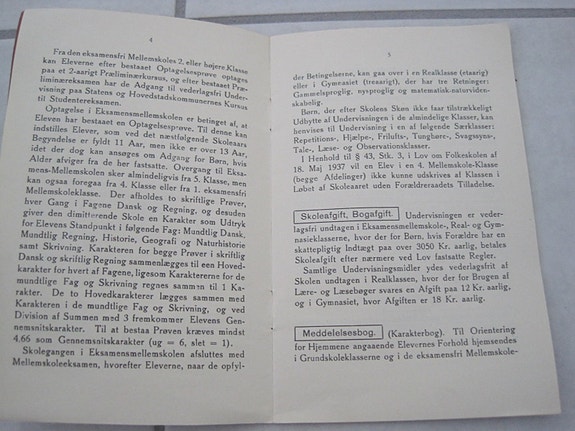 4
Fra den eksamensfri Mellemskoles 2. eller højere Klasse
kan Eleverne efter bestaaet Optagelsesprøve optages
paa et 2-aarigt Præliminærkursus, og efter bestaaet Præ-
liminæreksamen har de Adgang til vederlagsfri Under-
visning paa Statens og Hovedstadskommunernes Kursus
til Studentereksamen.
Optagelse i Eksamensmellemskolen er betinget af, at
Eleven har bestaaet en Optagelsesprøve. Til denne kan
indstilles Elever, som ved det næstfølgende Skoleaars
Begyndelse er fyldt 11 Aar, men ikke er over 13 Aar,
idet der dog kan ansøges om Adgang for Børn, hvis
Alder afviger fra de her fastsatte. Overgang til Eksa-
mens-Mellemskolen sker almindeligt fra 5. Klasse, men
kan ogsaa foregaa fra 4. Klasse eller fra 1. eksamensfri
Mellemskoleklasse. Der afholdes to skriftlige Prøver,
hver Gang i Fagene Dansk og Regning, og desuden
giver den dimitterende Skole en Karakter som Udtryk
for Elevens Standpunkt i følgende Fag: Mundtlig Dansk,
Mundtlig Regning, Historie, Geografi og Naturhistorie
samt Skrivning. Karakteren for begge Prøver i skriftlig
Dansk og skriftlig Regning sammenlægges til een Hoved-
karakter for hvert af Fagene, ligesom Karaktererne for de
mundtlige Fag og Skrivning regnes sammen til 1 Ka-
rakter. De to Hovedkarakterer lægges sammen med
Karakteren i de mundtlige Fag og Skrivning, og ved
Division af Summen med 3 fremkommer Elevens Gen-
nemsnitskarakter. Til at bestaa Prøven kræves mindst
4.66 som Gennemsnitskarakter (ug = 6, slet = 1).
Skolegangen i Eksamensmellemskolen afsluttes med
Mellemskoleeksamen, hvorefter Eleverne, naar de opfyl-
5
der Betingelserne, kan gaa over i en Realklasse (etaarig)
eller i Gymnasiet (treaarig), der har tre Retninger:
Gammelsproglig, nysproglig og matematisk-naturviden-
skabelig.
Børn, der efter Skolens Skøn ikke faar tilstrækkeligt
Udbytte af Undervisningen i de almindelige Klasser, kan
henvises til Undervisning i en af følgende Særklasser:
Repetitions-, Hjælpe-, Frilufts-, Tunghøre-, Svagsyns-,
Tale-, Læse- og Observationsklasser.
I Henhold til § 43, Stk. 3, i Lov om Folkeskolen af
18. Maj 1937 vil en Elev i en 4. Mellemskole-Klasse
(begge Afdelinger) ikke kunne udskrives af Klassen i
Løbet af Skoleaaret uden Forældreraadets Tilladelse.
Skoleafgift, Bogafgift. Undervisningen er veder-
lagsfri undtagen i Eksamensmellemskole-, Real- og Gym-
nasieklasserne, hvor der for Børn, hvis Forældre har en
skattepligtig Indtægt paa over 3050 Kr. aarlig, betales
Skoleafgift efter nærmere ved Lov fastsatte Regler.
Samtlige Undervisningsmidler ydes vederlagsfrit af
Skolen undtagen i Realklassen, hvor der for Brugen af
Lære- og Læsebøger svares en Afgift paa 12 Kr. aarlig,
og i Gymnasiet, hvor Afgiften er 18 Kr. aarlig.
Meddelelsesbog. (Karakterbog). Til Orientering
for Hjemmene angaaende Elevernes Forhold hjemsendes
i Grundskoleklasserne og i de eksamensfri Mellemskole-